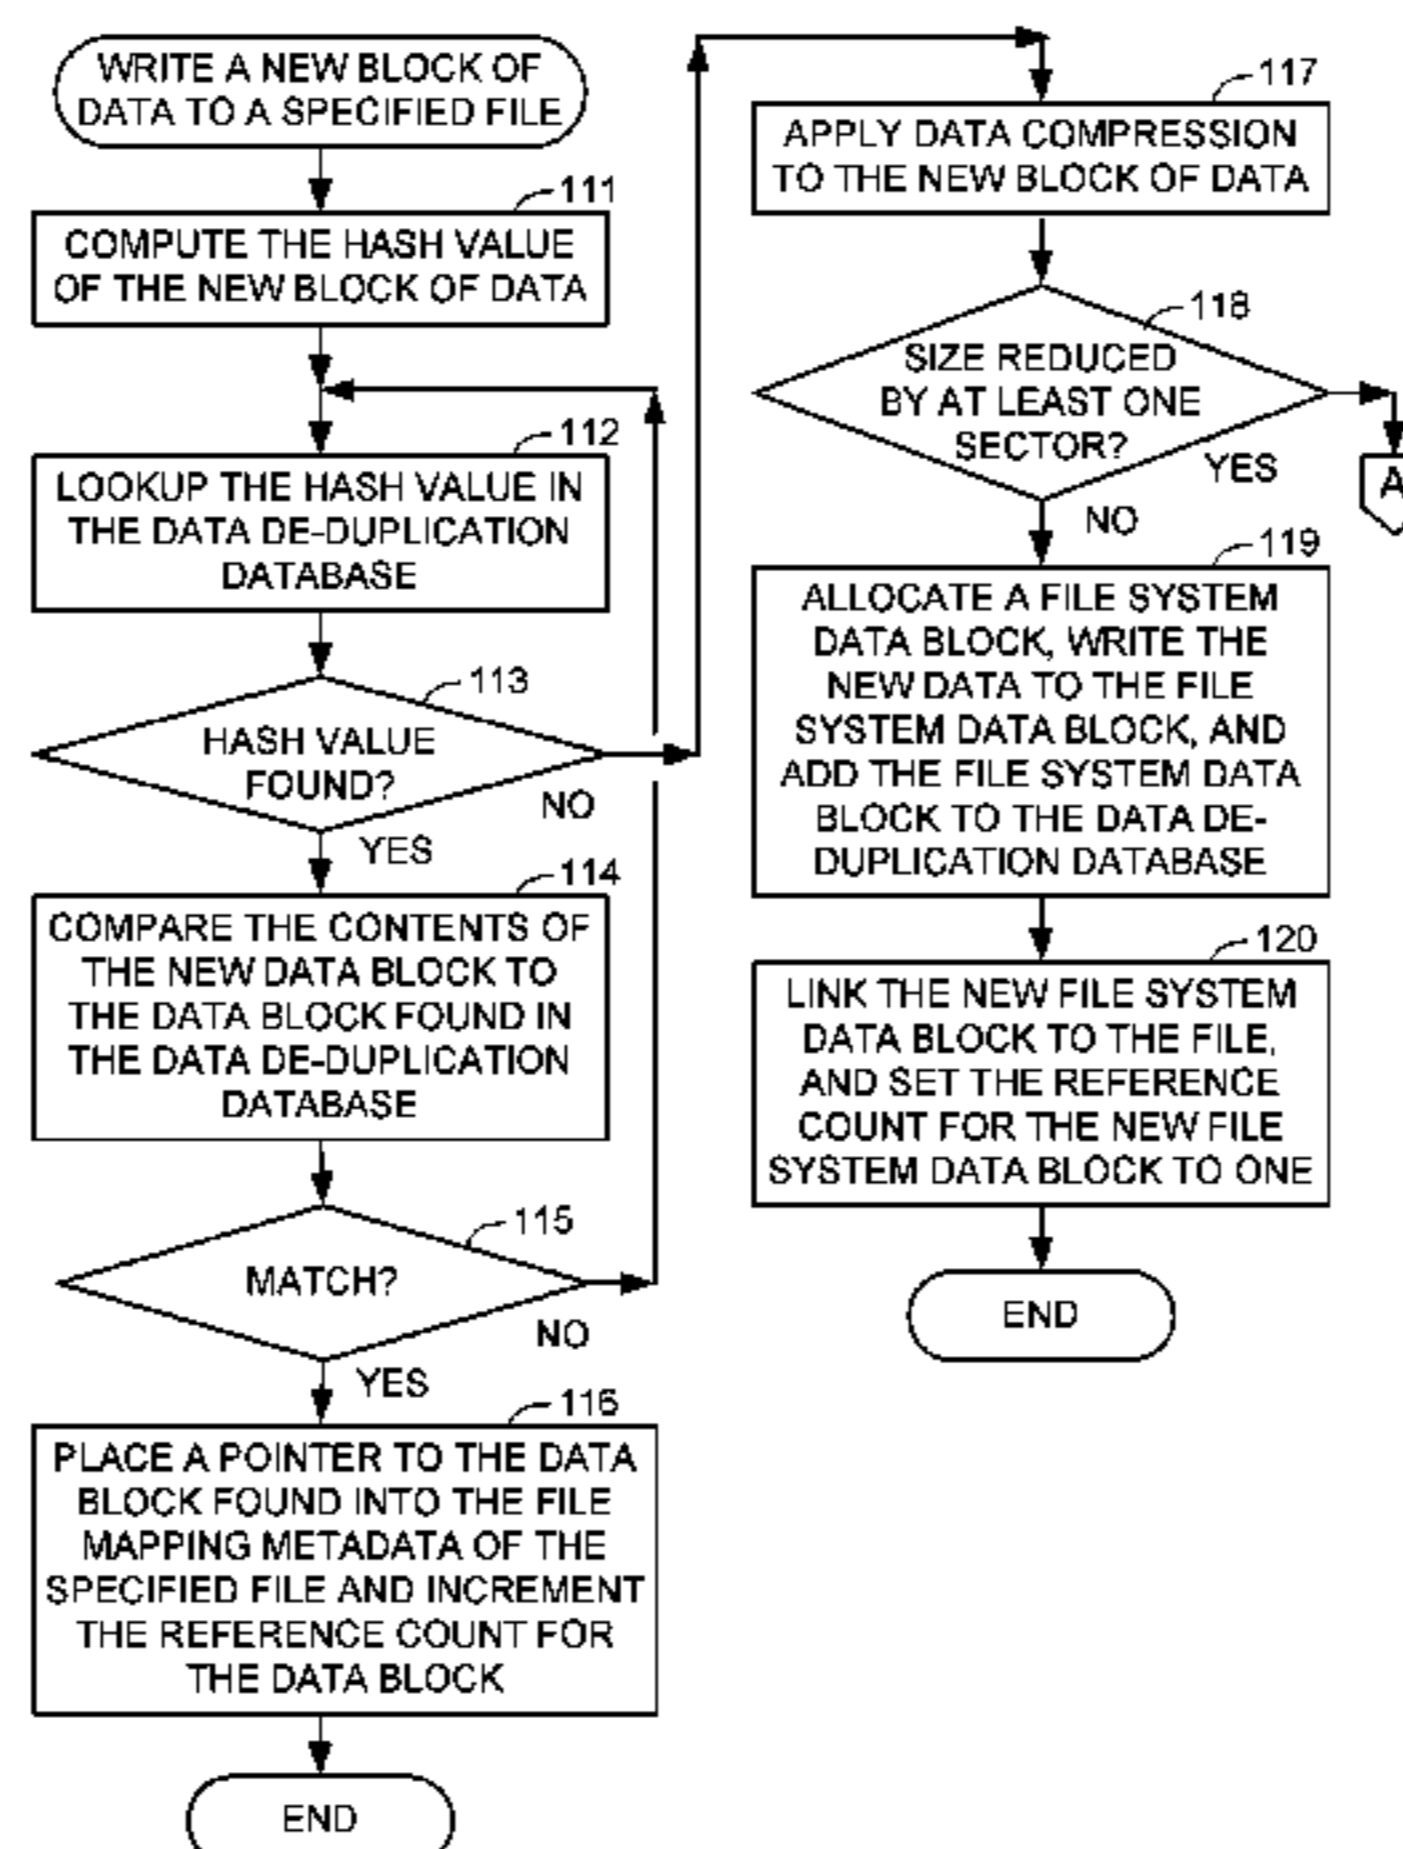 WRITE A NEW BLOCK OF
DATA TO A SPECIFIED FILE
111
COMPUTE THE HASH VALUE
OF THE NEW BLOCK OF DATA
112
LOOKUP THE HASH VALUE IN
THE DATA DE-DUPLICATION
DATABASE
113
HASH VALUE
FOUND?
NO
YES
114
COMPARE THE CONTENTS OF
THE NEW DATA BLOCK TO
THE DATA BLOCK FOUND IN
THE DATA DE-DUPLICATION
DATABASE
115
MATCH?
NO
YES
116
PLACE A POINTER TO THE DATA
BLOCK FOUND INTO THE FILE
MAPPING METADATA OF THE
SPECIFIED FILE AND INCREMENT
THE REFERENCE COUNT FOR
THE DATA BLOCK
END
117
APPLY DATA COMPRESSION
TO THE NEW BLOCK OF DATA
118
SIZE REDUCED
BY AT LEAST ONE
SECTOR?
YES
A
NO
119
ALLOCATE A FILE SYSTEM
DATA BLOCK, WRITE THE
NEW DATA TO THE FILE
SYSTEM DATA BLOCK, AND
ADD THE FILE SYSTEM DATA
BLOCK TO THE DATA DE-
DUPLICATION DATABASE
120
LINK THE NEW FILE SYSTEM
DATA BLOCK TO THE FILE,
AND SET THE REFERENCE
COUNT FOR THE NEW FILE
SYSTEM DATA BLOCK TO ONE
END